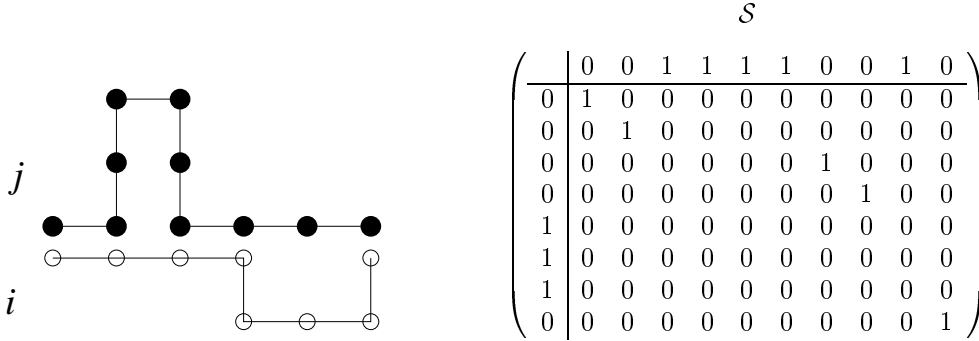 S
0 0 1 1 1 1 0 0 1 0
0 1 0 0 0 0 0 0 0 0 0
0 0 1 0 0 0 0 0 0 0 0
0 0 0 0 0 0 0 1 0 0 0
0 0 0 0 0 0 0 0 1 0 0
1 0 0 0 0 0 0 0 0 0 0
1 0 0 0 0 0 0 0 0 0 0
1 0 0 0 0 0 0 0 0 0 0
0 0 0 0 0 0 0 0 0 0 1
j
i